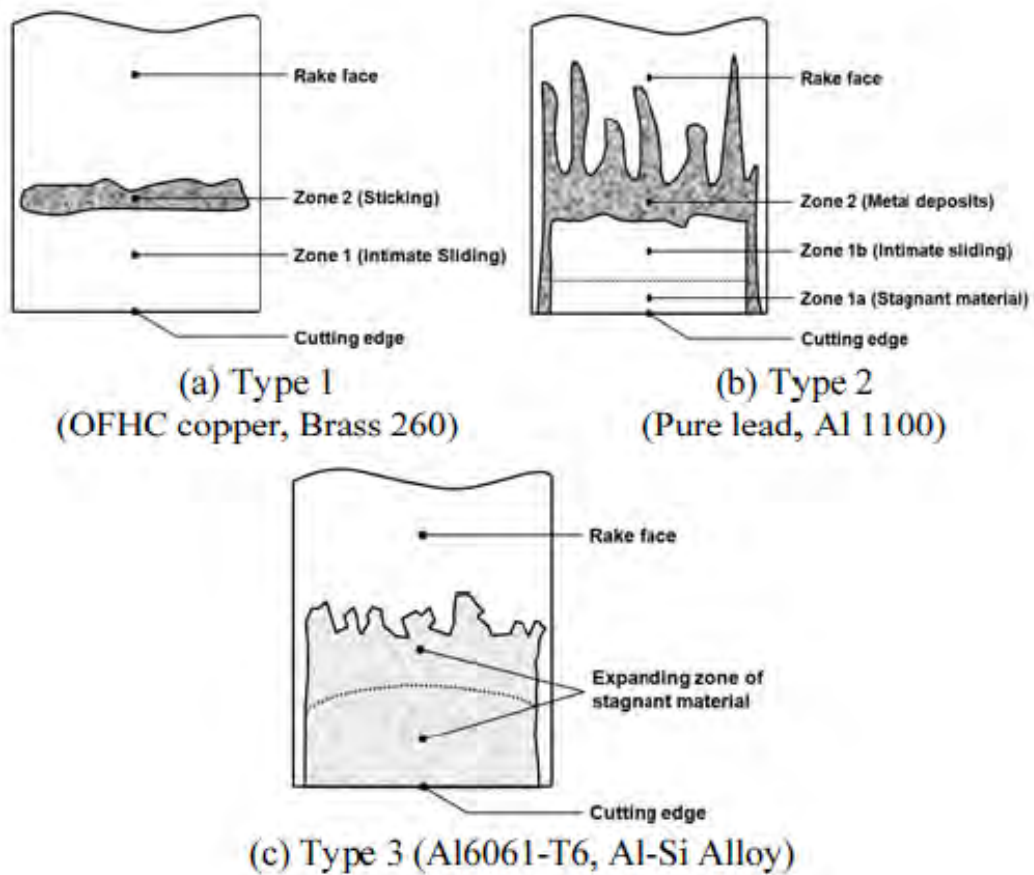 Rake face
Zone 2 (Sticking)
Zone 1 (Intimate Sliding)
Cutting edge
(a) Type 1
(OFHC copper, Brass 260)
Rake face
Zone 2 (Metal deposits)
Zone 1b (Intimate sliding)
Zone 1a (Stagnant material)
Cutting edge
(b) Type 2
(Pure lead, Al 1100)
Rake face
Expanding zone of
stagnant material
Cutting edge
(c) Type 3 (Al6061-T6, Al-Si Alloy)